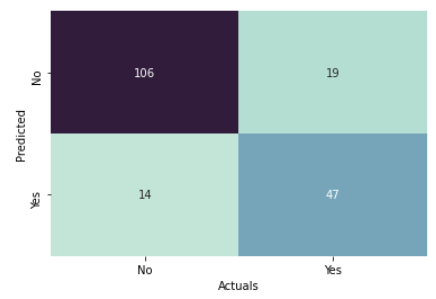 No
106
19
Predicted
Yes
14
47
No
Yes
Actuals